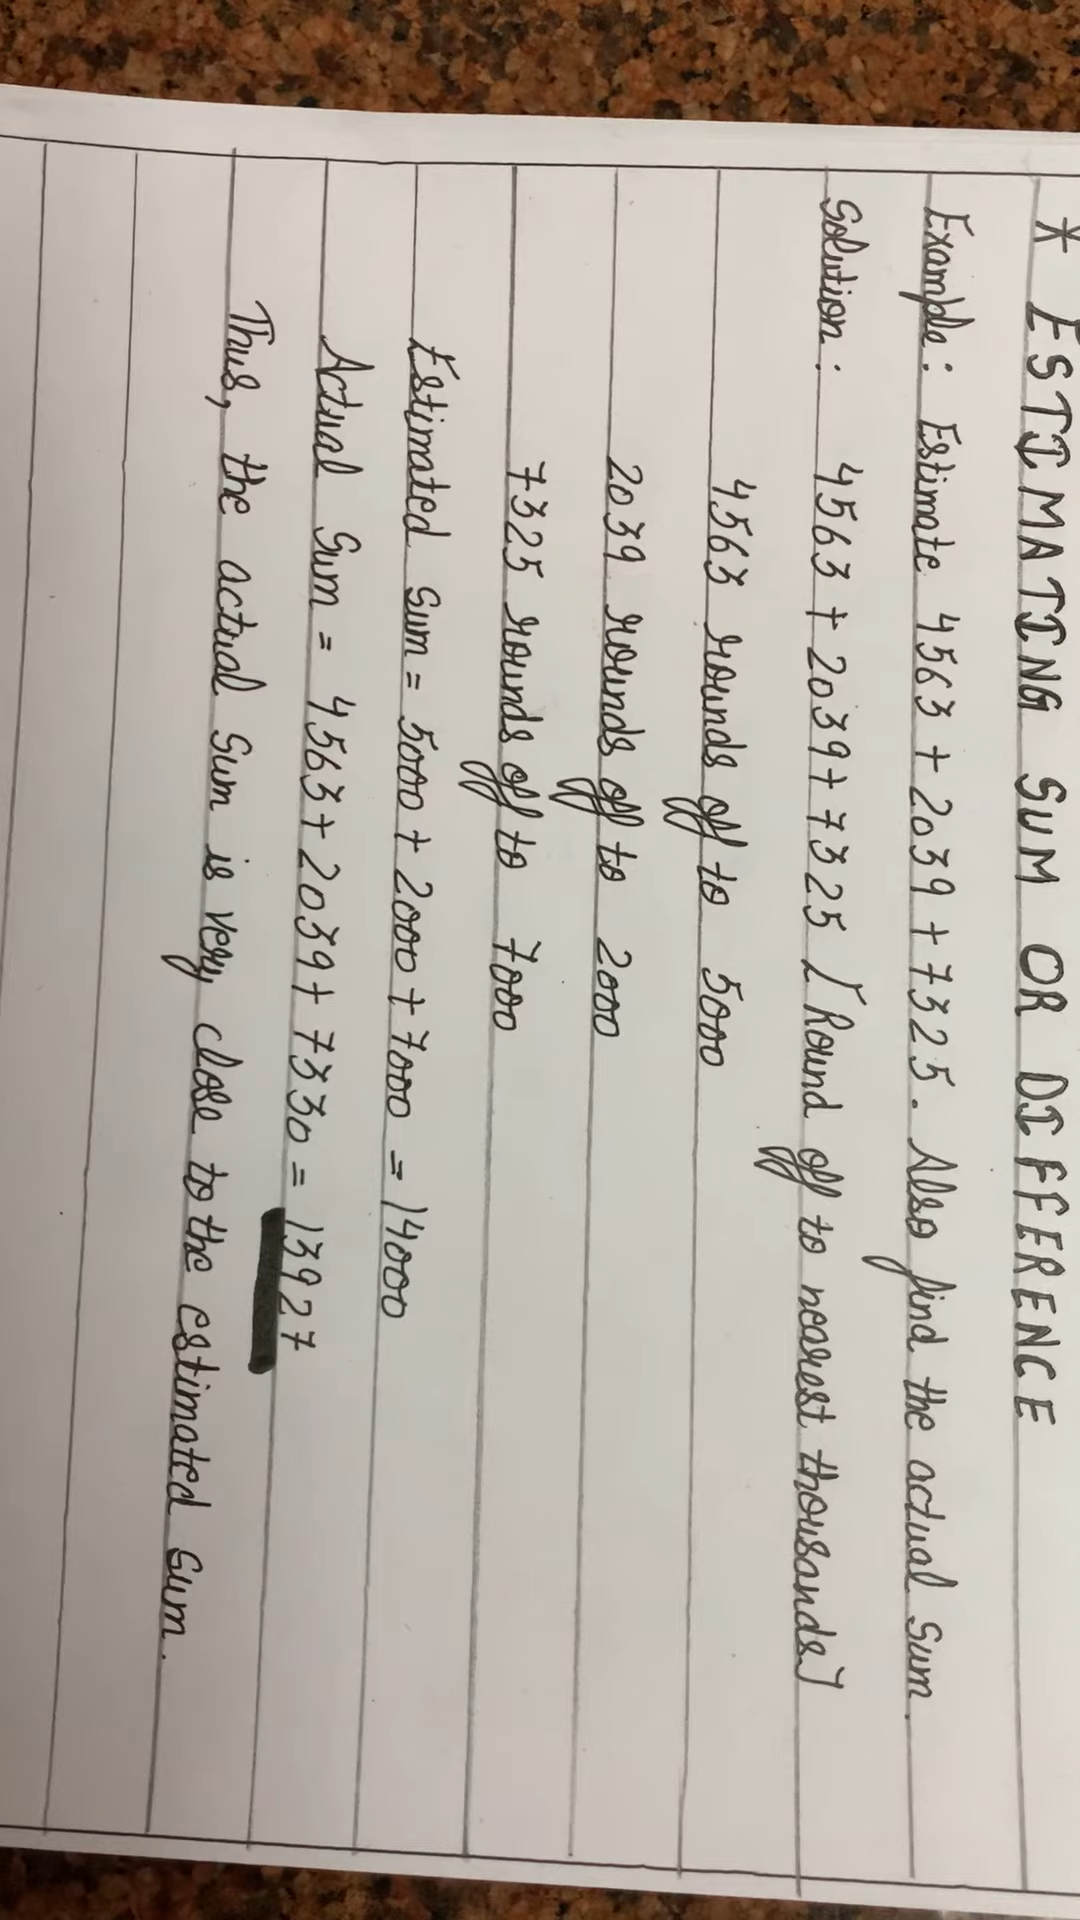 * ESTIMATING SUM OR DIFFERENCE
Example: Estimate 4563 + 2039 + 7325. Also find the actual sum.
Solution: 4563 + 2039 + 7325 [Round off to nearest thousands]
4563 rounds off to 5000
2039 rounds off to 2000
7325 rounds off to 7000
Estimated sum = 5000 + 2000 + 7000 = 14000
Actual sum = 4563 + 2039 + 7330 = 13927
Thus, the actual sum is very close to the estimated sum.